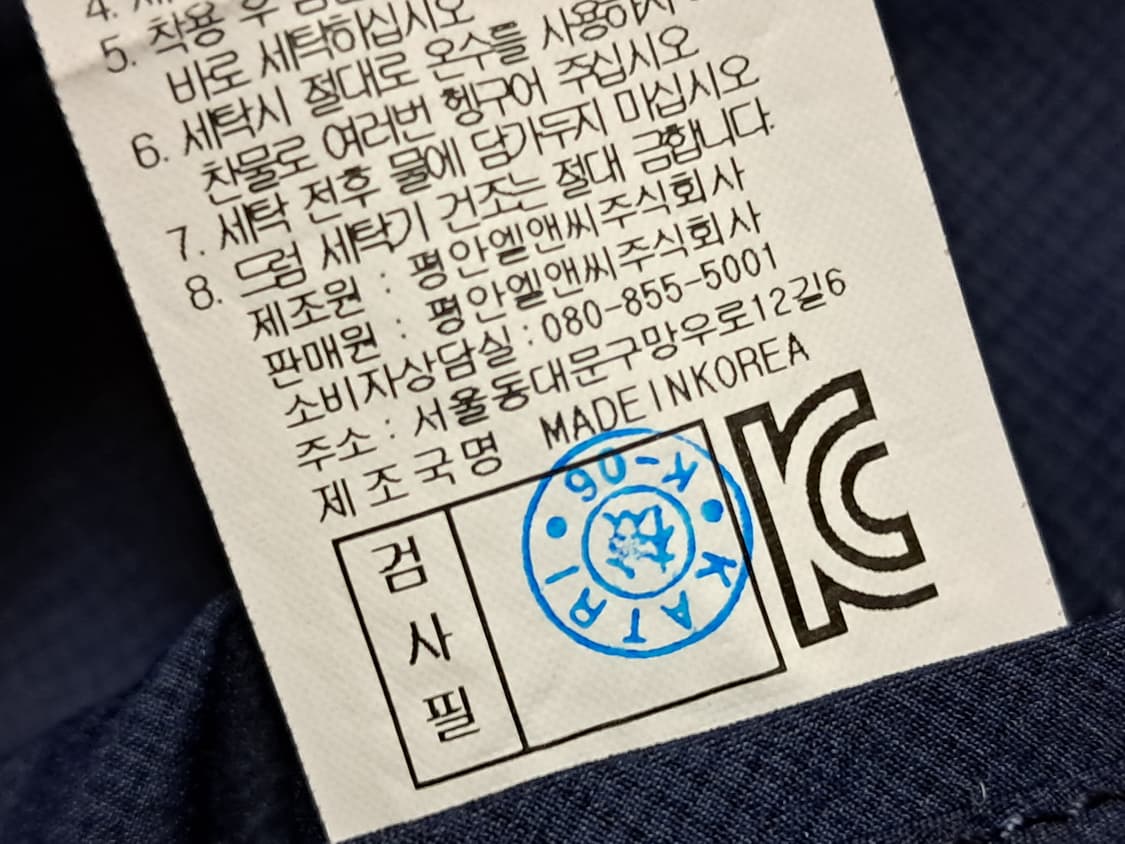 4.
5. 착용 후
바로 세탁하십시오
6. 세탁시 절대로 온수를 사용하지
찬물로 여러번 헹구어 주십시오
7. 세탁 전후 물에 담가두지 마십시오
8. 드럼 세탁기 건조는 절대 금합니다.
제조원 : 평안엘앤씨주식회사
판매원 : 평안엘앤씨주식회사
소비자상담실 : 080-855-5001
주소 : 서울동대문구망우로12길6
제조국명 MADEINKOREA
검사필
K-06
KATRI
KC